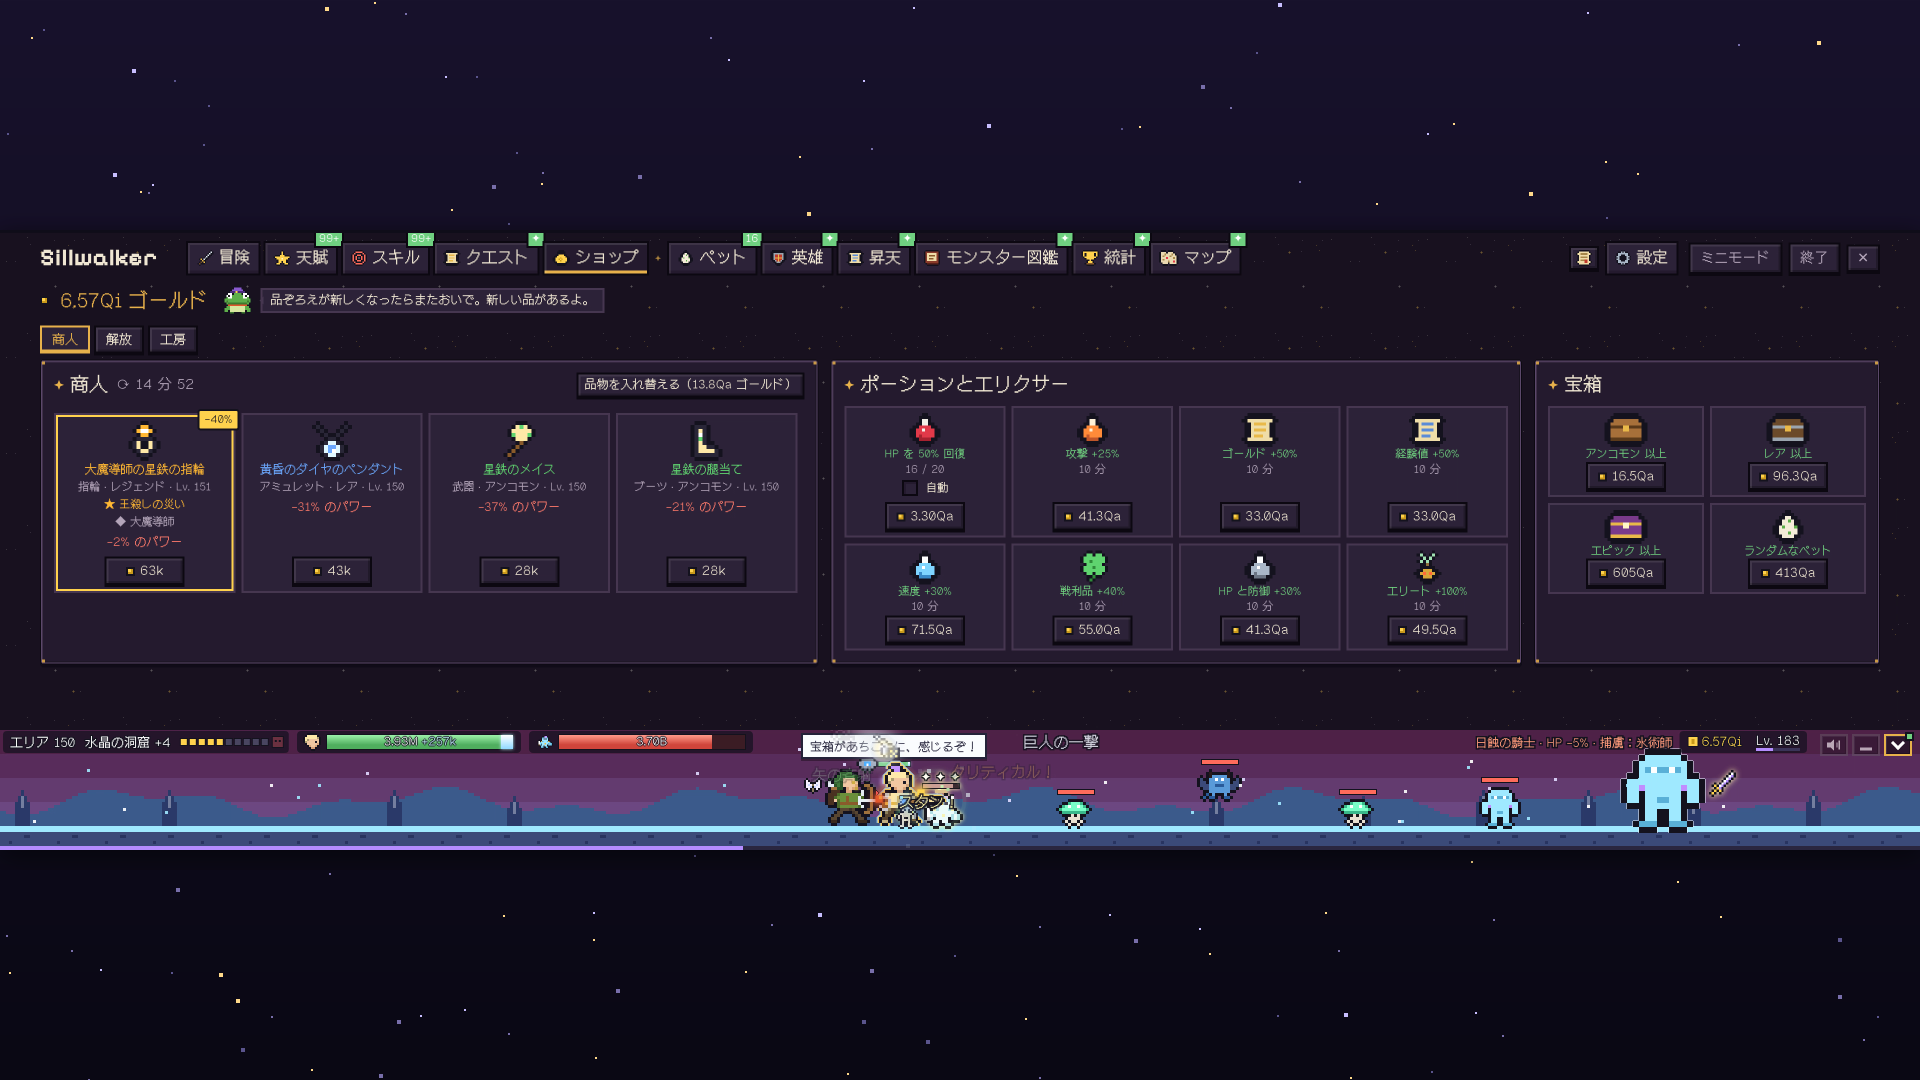 Sillwalker
冒険
99+
天賦
99+
スキル
クエスト
ショップ
16
ペット
英雄
昇天
モンスター図鑑
統計
マップ
設定
ミニモード
終了
×
6.57Qi ゴールド
品ぞろえが新しくなったらまたおいで。新しい品があるよ。
商人
解放
工房
商人
14 分 52
品物を入れ替える (13.8Qa ゴールド)
-40%
大魔導師の星鉄の指輪
指輪・レジェンド・Lv. 151
★ 王殺しの災い
◆ 大魔導師
-2% のパワー
63k
黄昏のダイヤのペンダント
アミュレット・レア・Lv. 150
-31% のパワー
43k
星鉄のメイス
武器・アンコモン・Lv. 150
-37% のパワー
28k
星鉄の腿当て
ブーツ・アンコモン・Lv. 150
-21% のパワー
28k
ポーションとエリクサー
HP を 50% 回復
16 / 20
自動
3.30Qa
攻撃 +25%
10 分
41.3Qa
ゴールド +50%
10 分
33.0Qa
経験値 +50%
10 分
33.0Qa
速度 +30%
10 分
71.5Qa
戦利品 +40%
10 分
55.0Qa
HP と防御 +30%
10 分
41.3Qa
エリート +100%
10 分
49.5Qa
宝箱
アンコモン 以上
16.5Qa
レア 以上
96.3Qa
エピック 以上
605Qa
ランダムなペット
413Qa
エリア 150 水晶の洞窟 +4
3.93M +257k
3.70B
巨人の一撃
日蝕の騎士・HP -5%・捕虜：氷術師
6.57Qi
Lv. 183
スタン！